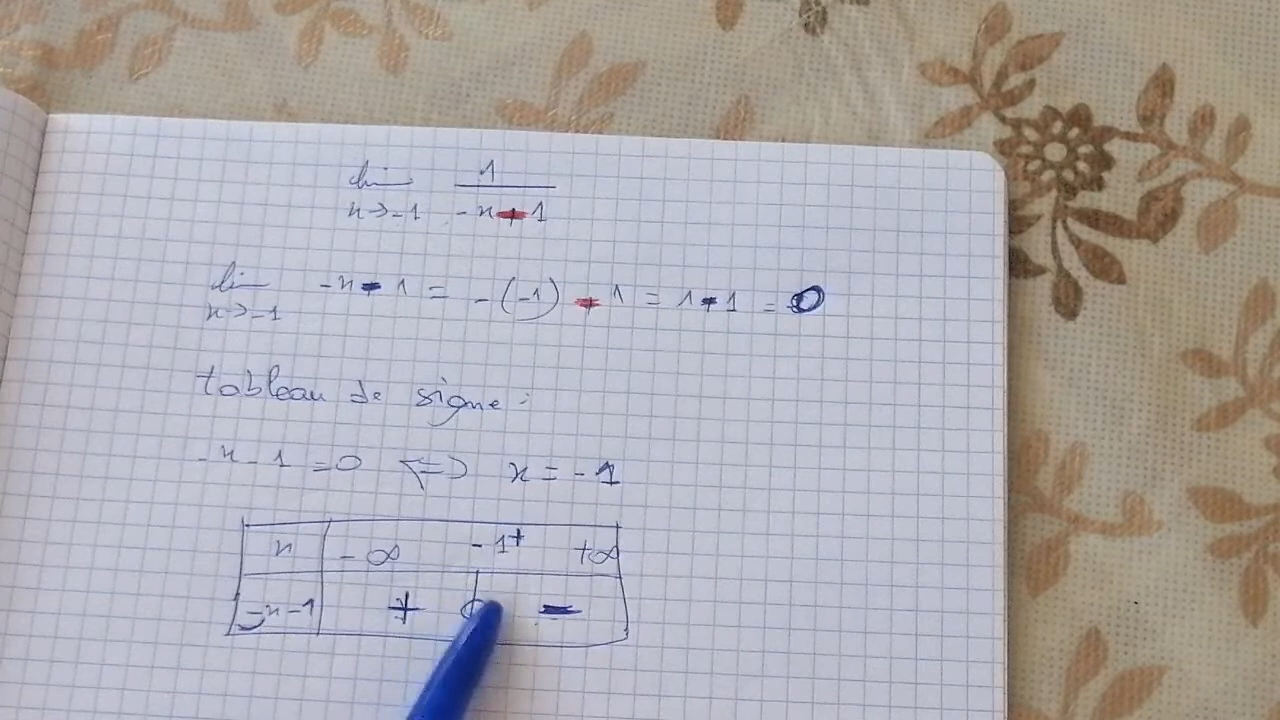 lim 1
x→-1 -x-1
lim -x-1 = -(-1)-1 = 1-1 = 0
x→-1
tableau de signe :
-x-1 = 0 <=> x = -1
x -∞ -1+ +∞
-x-1 + 0 -